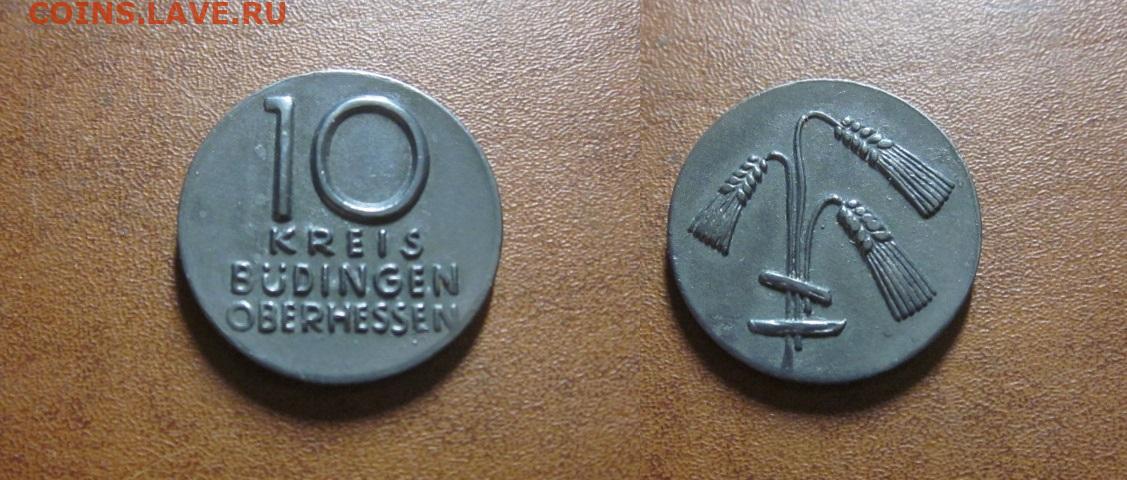 COINS.LAVE.RU
10
KREIS
BÜDINGEN
OBERHESSEN